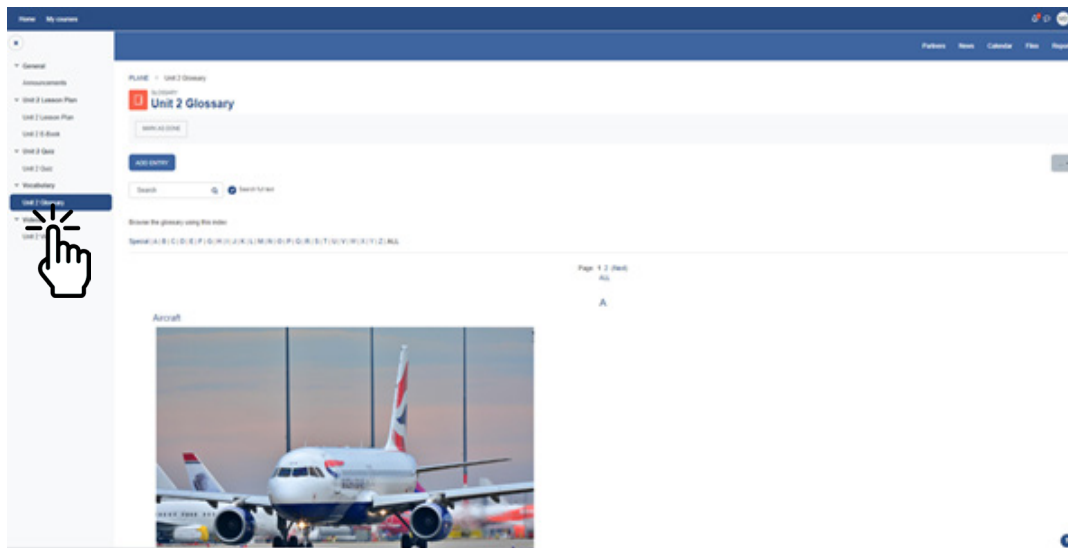 Home My courses
Partners News Calendar Files
General
Announcements
Unit 2 Lesson Plan
Unit 2 Lesson Plan
Unit 2 E-Book
Unit 2 Quiz
Unit 2 Quiz
Vocabulary
Unit 2 Glossary
Unit 2
PLANE Unit 2 Glossary
GLOSSARY
Unit 2 Glossary
MARK AS DONE
ADD ENTRY
Search
Search full text
Browse the glossary using this index
Special | A | B | C | D | E | F | G | H | I | J | K | L | M | N | O | P | Q | R | S | T | U | V | W | X | Y | Z | ALL
Page: 1 2 (Next)
ALL
A
Aircraft